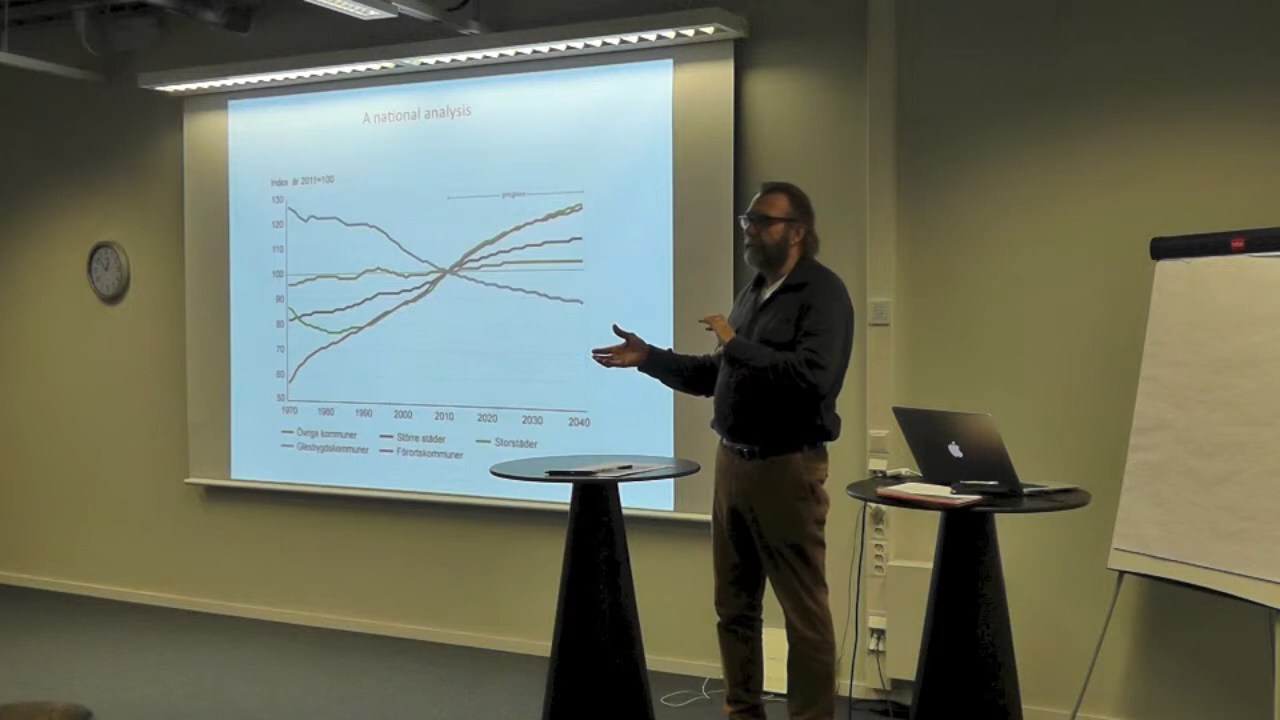 A national analysis
Index år 2011=100
prognos
130
120
110
100
90
80
70
60
50
1970 1980 1990 2000 2010 2020 2030 2040
Övriga kommuner Större städer Storstäder
Glesbygdskommuner Förortskommuner